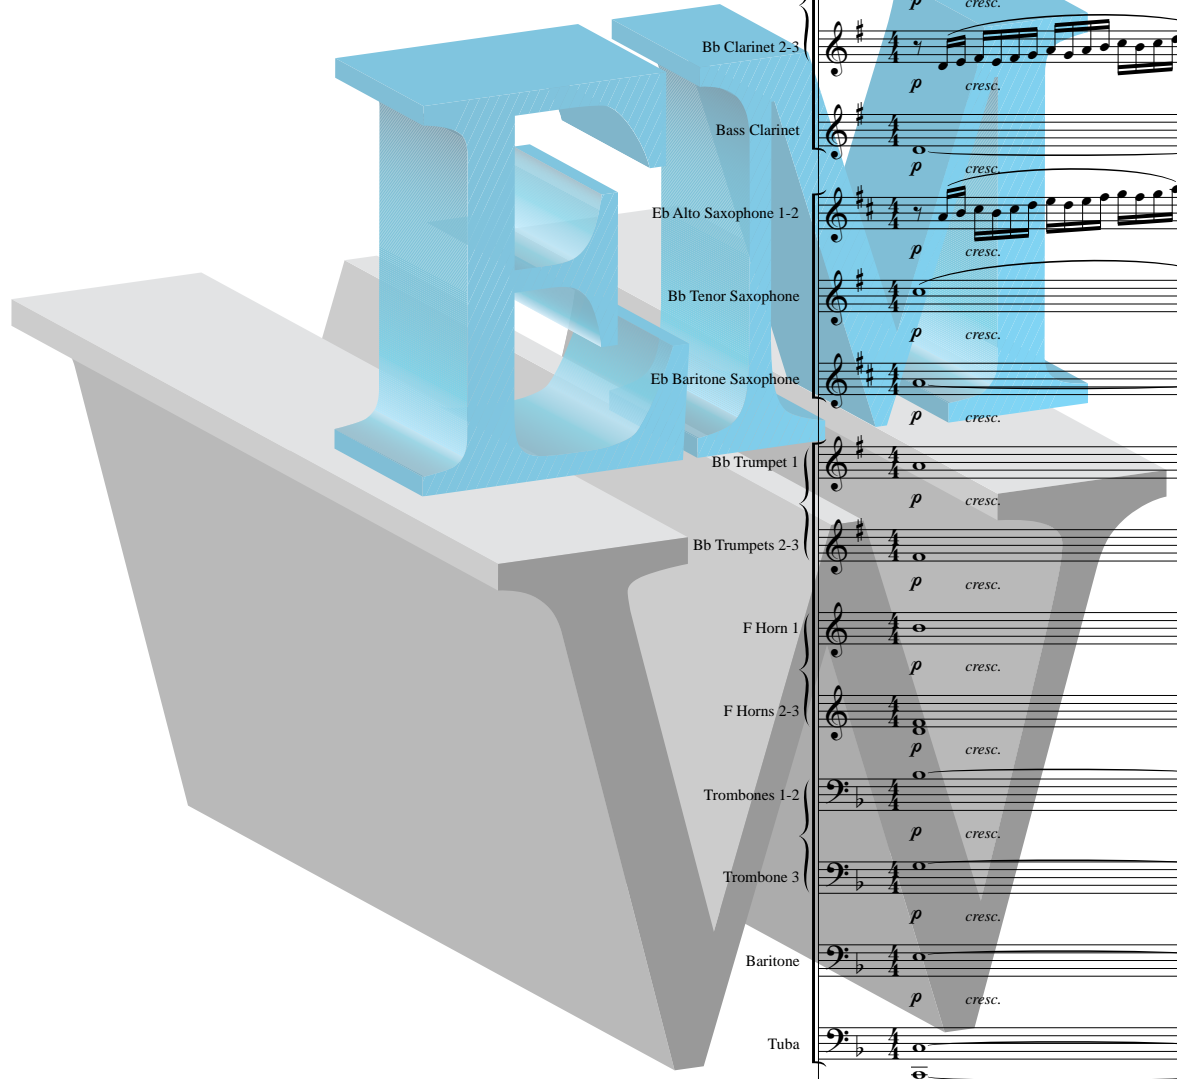 p cresc.
Bb Clarinet 2-3
p cresc.
Bass Clarinet
p cresc.
Eb Alto Saxophone 1-2
p cresc.
Bb Tenor Saxophone
p cresc.
Eb Baritone Saxophone
p cresc.
Bb Trumpet 1
p cresc.
Bb Trumpets 2-3
p cresc.
F Horn 1
p cresc.
F Horns 2-3
p cresc.
Trombones 1-2
p cresc.
Trombone 3
p cresc.
Baritone
p cresc.
Tuba
EM
W